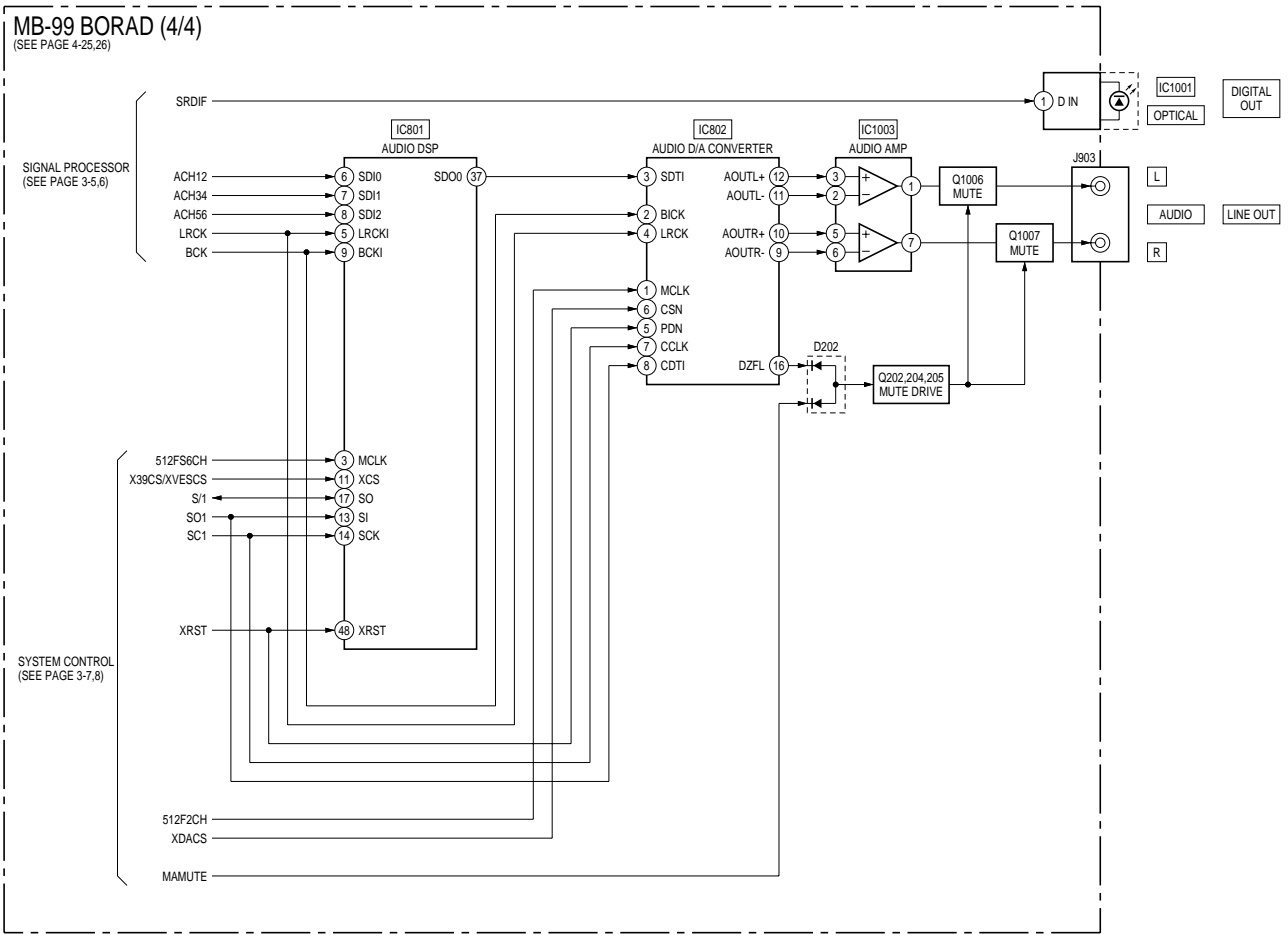 MB-99 BORAD (4/4)
(SEE PAGE 4-25,26)
SRDIF
1 D IN
IC1001
OPTICAL
DIGITAL
OUT
SIGNAL PROCESSOR
(SEE PAGE 3-5,6)
ACH12
ACH34
ACH56
LRCK
BCK
IC801
AUDIO DSP
6 SDI0
7 SDI1
8 SDI2
5 LRCKI
9 BCKI
SDO0 37
IC802
AUDIO D/A CONVERTER
3 SDTI
2 BICK
4 LRCK
1 MCLK
6 CSN
5 PDN
7 CCLK
8 CDTI
AOUTL+ 12
AOUTL- 11
AOUTR+ 10
AOUTR- 9
DZFL 16
IC1003
AUDIO AMP
3 +
2 −
1
5 +
6 −
7
Q1006
MUTE
Q1007
MUTE
J903
L
AUDIO
LINE OUT
R
D202
Q202,204,205
MUTE DRIVE
512FS6CH
X39CS/XVESCS
S/1
SO1
SC1
3 MCLK
11 XCS
17 SO
13 SI
14 SCK
XRST
48 XRST
SYSTEM CONTROL
(SEE PAGE 3-7,8)
512F2CH
XDACS
MAMUTE